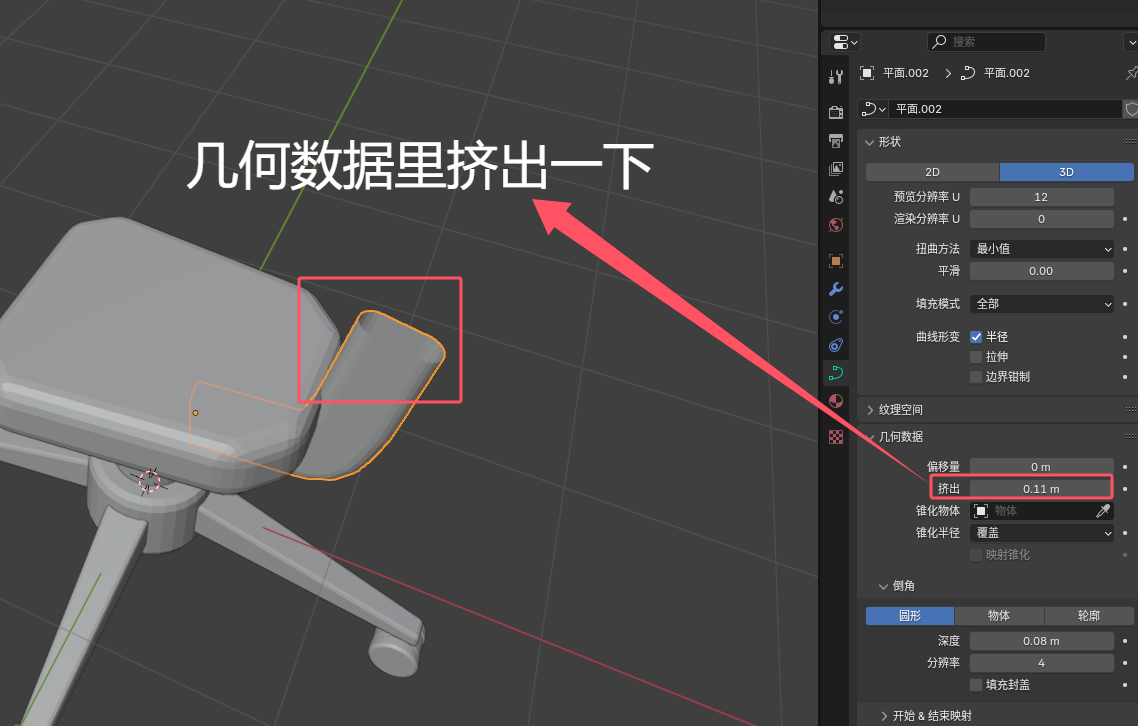 搜索
平面.002 平面.002
平面.002
形状
2D 3D
预览分辨率 U 12
渲染分辨率 U 0
扭曲方法 最小值
平滑 0.00
填充模式 全部
曲线形变 半径
拉伸
边界钳制
纹理空间
几何数据
偏移量 0 m
挤出 0.11 m
锥化物体 物体
锥化半径 覆盖
映射锥化
倒角
圆形 物体 轮廓
深度 0.08 m
分辨率 4
填充封盖
开始 & 结束映射
几何数据里挤出一下